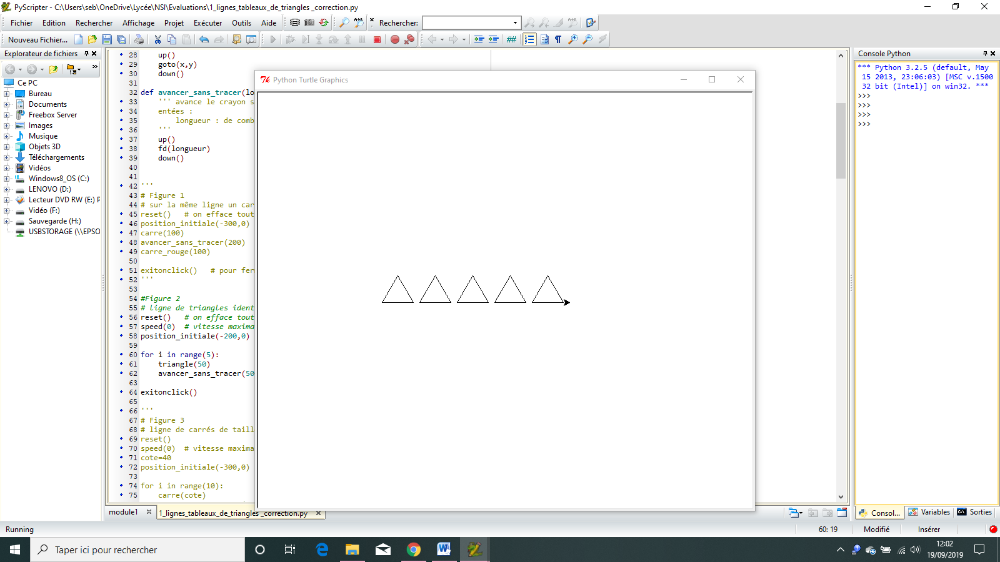 PyScripter - C:\Users\seb\OneDrive\Lycée\NSI\Evaluations\1_lignes_tableaux_de_triangles _correction.py
Fichier Edition Rechercher Affichage Projet Exécuter Outils Aide Rechercher:
Nouveau Fichier...
Explorateur de fichiers
Ce PC
Bureau
Documents
Freebox Server
Images
Musique
Objets 3D
Téléchargements
Vidéos
Windows8_OS (C:)
LENOVO (D:)
Lecteur DVD RW (E:) P
Vidéo (F:)
Sauvegarde (H:)
USBSTORAGE (\\EPSO
28 up()
29 goto(x,y)
30 down()
31
32 def avancer_sans_tracer(lo
33 ''' avance le crayon s
34 entées :
35 longueur : de comb
36 '''
37 up()
38 fd(longueur)
39 down()
40
41
42 '''
43 # Figure 1
44 # sur la même ligne un car
45 reset() # on efface tout
46 position_initiale(-300,0)
47 carre(100)
48 avancer_sans_tracer(200)
49 carre_rouge(100)
50
51 exitonclick() # pour fer
52 '''
53
54 #Figure 2
55 # ligne de triangles ident
56 reset() # on efface tout
57 speed(0) # vitesse maxima
58 position_initiale(-200,0)
59
60 for i in range(5):
61 triangle(50)
62 avancer_sans_tracer(50
63
64 exitonclick()
65
66 '''
67 # Figure 3
68 # ligne de carrés de taill
69 reset()
70 speed(0) # vitesse maxima
71 cote=40
72 position_initiale(-300,0)
73
74 for i in range(10):
75 carre(cote)
Python Turtle Graphics
Console Python
*** Python 3.2.5 (default, May
15 2013, 23:06:03) [MSC v.1500
32 bit (Intel)] on win32. ***
>>>
>>>
>>>
>>>
module1 1_lignes_tableaux_de_triangles _correction.py
Consol... Variables Sorties
Running 60: 19 Modifié Insérer
Taper ici pour rechercher
12:02
19/09/2019